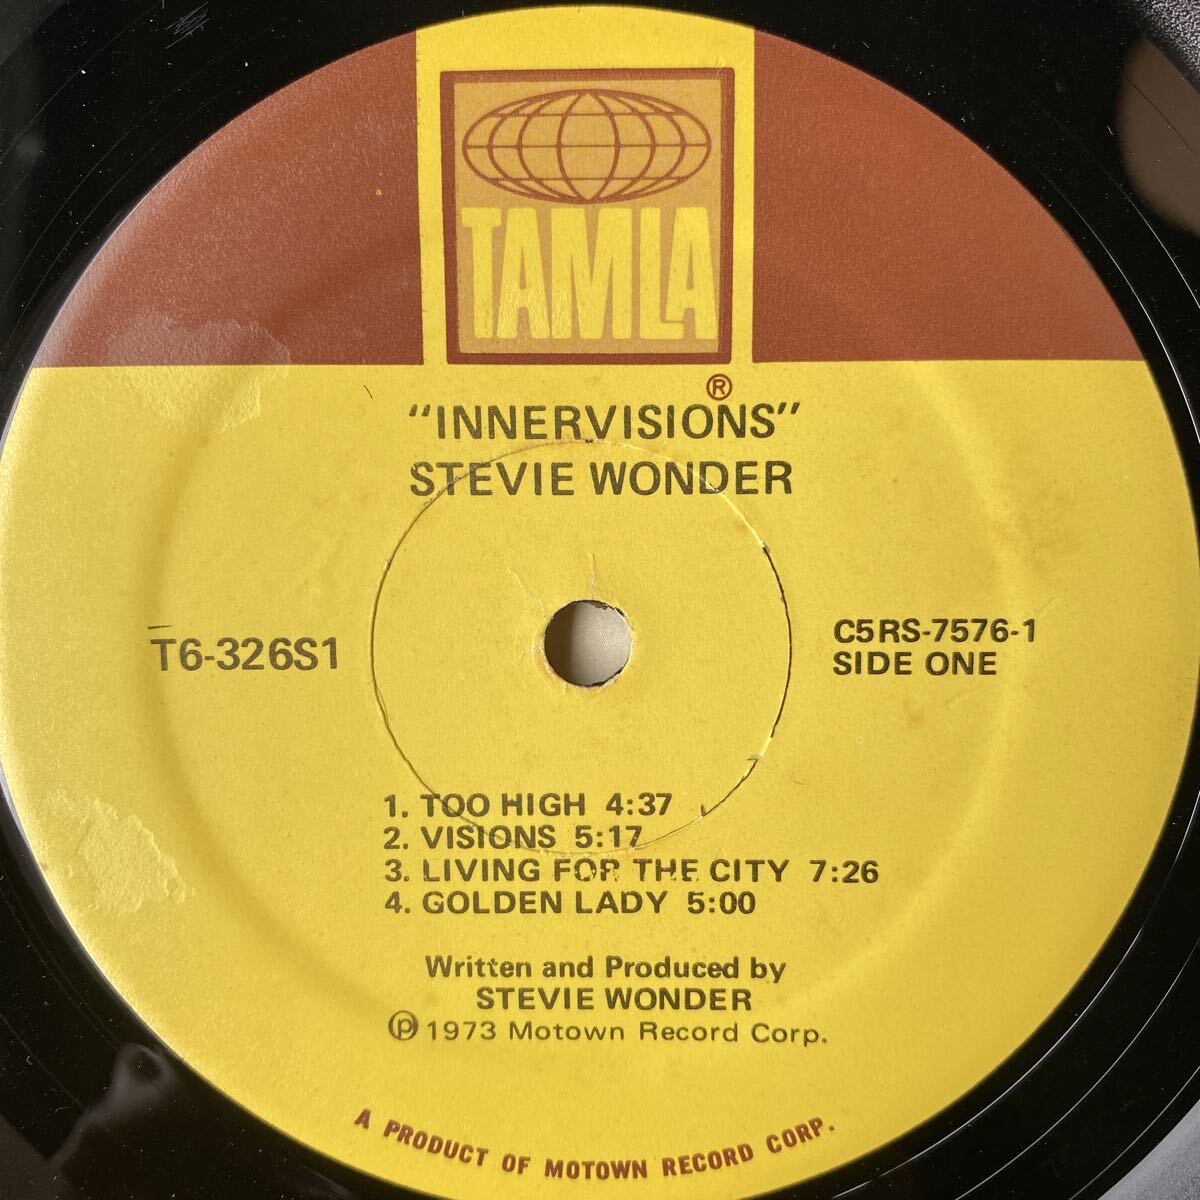 TAMLA
®
"INNERVISIONS"
STEVIE WONDER
T6-326S1
C5RS-7576-1
SIDE ONE
1. TOO HIGH 4:37
2. VISIONS 5:17
3. LIVING FOR THE CITY 7:26
4. GOLDEN LADY 5:00
Written and Produced by
STEVIE WONDER
℗ 1973 Motown Record Corp.
A PRODUCT OF MOTOWN RECORD CORP.